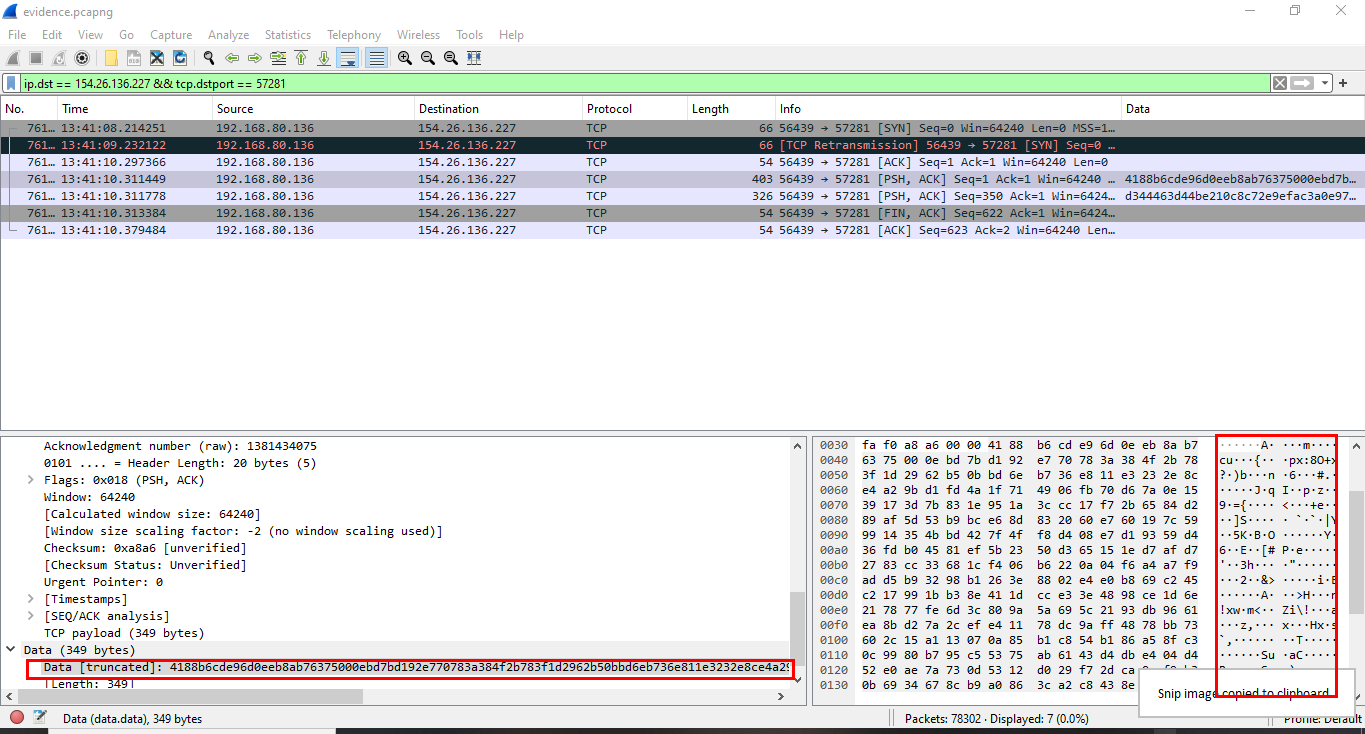 evidence.pcapng
File Edit View Go Capture Analyze Statistics Telephony Wireless Tools Help
ip.dst == 154.26.136.227 && tcp.dstport == 57281
No. Time Source Destination Protocol Length Info Data
761… 13:41:08.214251 192.168.80.136 154.26.136.227 TCP 66 56439 → 57281 [SYN] Seq=0 Win=64240 Len=0 MSS=1…
761… 13:41:09.232122 192.168.80.136 154.26.136.227 TCP 66 [TCP Retransmission] 56439 → 57281 [SYN] Seq=0 …
761… 13:41:10.297366 192.168.80.136 154.26.136.227 TCP 54 56439 → 57281 [ACK] Seq=1 Ack=1 Win=64240 Len=0
761… 13:41:10.311449 192.168.80.136 154.26.136.227 TCP 403 56439 → 57281 [PSH, ACK] Seq=1 Ack=1 Win=64240 … 4188b6cde96d0eeb8ab76375000ebd7b…
761… 13:41:10.311778 192.168.80.136 154.26.136.227 TCP 326 56439 → 57281 [PSH, ACK] Seq=350 Ack=1 Win=6424… d344463d44be210c8c72e9efac3a0e97…
761… 13:41:10.313384 192.168.80.136 154.26.136.227 TCP 54 56439 → 57281 [FIN, ACK] Seq=622 Ack=1 Win=6424…
761… 13:41:10.379484 192.168.80.136 154.26.136.227 TCP 54 56439 → 57281 [ACK] Seq=623 Ack=2 Win=64240 Len…
Acknowledgment number (raw): 1381434075
0101 .... = Header Length: 20 bytes (5)
Flags: 0x018 (PSH, ACK)
Window: 64240
[Calculated window size: 64240]
[Window size scaling factor: -2 (no window scaling used)]
Checksum: 0xa8a6 [unverified]
[Checksum Status: Unverified]
Urgent Pointer: 0
[Timestamps]
[SEQ/ACK analysis]
TCP payload (349 bytes)
Data (349 bytes)
Data [truncated]: 4188b6cde96d0eeb8ab76375000ebd7bd192e770783a384f2b783f1d2962b50bbd6eb736e811e3232e8ce4a29
[Length: 349]
0030 fa f0 a8 a6 00 00 41 88 b6 cd e9 6d 0e eb 8a b7 ······A· ···m····
0040 63 75 00 0e bd 7b d1 92 e7 70 78 3a 38 4f 2b 78 cu···{·· ·px:8O+x
0050 3f 1d 29 62 b5 0b bd 6e b7 36 e8 11 e3 23 2e 8c ?·)b···n ·6···#.·
0060 e4 a2 9b d1 fd 4a 1f 71 49 06 fb 70 d6 7a 0e 15 ·····J·q I··p·z··
0070 39 17 3d 7b 83 1e 95 1a 3c cc 17 f7 2b 65 84 d2 9·={···· <···+e··
0080 89 af 5d 53 b9 bc e6 8d 83 20 60 e7 60 19 7c 59 ··]S···· · `·`·|Y
0090 99 14 35 4b bd 42 7f 4f f8 d4 08 e7 d1 93 59 d4 ··5K·B·O ······Y·
00a0 36 fd b0 45 81 ef 5b 23 50 d3 65 15 1e d7 af d7 6··E··[# P·e·····
00b0 27 83 cc 33 68 1c f4 06 b6 22 0a 04 f6 a4 a7 f9 '··3h··· ·"······
00c0 ad d5 b9 32 98 b1 26 3e 88 02 e4 e0 b8 69 c2 45 ···2··&> ·····i·E
00d0 c2 17 99 1b b3 8e 41 1d cc e3 3e 48 98 ce 1d 6e ······A· ··>H···n
00e0 21 78 77 fe 6d 3c 80 9a 5a 69 5c 21 93 db 96 61 !xw·m<·· Zi\!···a
00f0 ea 8b d2 7a 2c ef e4 11 78 dc 9a ff 48 78 bb 73 ···z,··· x···Hx·s
0100 60 2c 15 a1 13 07 0a 85 b1 c8 54 b1 86 a5 8f c3 `,······ ··T·····
0110 0c 99 80 b7 95 c5 53 75 ab 61 43 d4 db e4 04 d4 ······Su ·aC·····
0120 52 e0 ae 7a 73 0d 53 12 d0 29 f7 2d ca
0130 0b 69 34 67 8c b9 a0 86 3c a2 c8 43 8e
Snip image copied to clipboard
Data (data.data), 349 bytes
Packets: 78302 · Displayed: 7 (0.0%)
Profile: Default